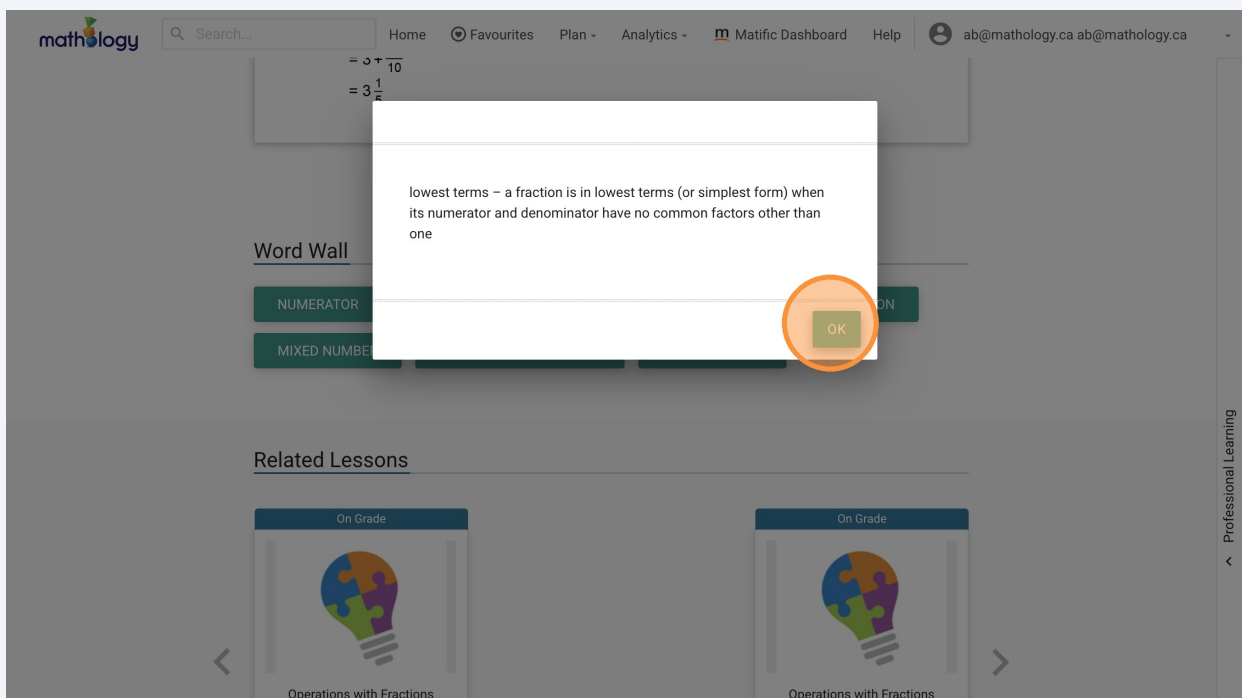 mathology Search... Home Favourites Plan Analytics Matific Dashboard Help ab@mathology.ca ab@mathology.ca
= 3 + 10
= 3 1
5
lowest terms – a fraction is in lowest terms (or simplest form) when
its numerator and denominator have no common factors other than
one
Word Wall
NUMERATOR
MIXED NUMBE
OK
Related Lessons
On Grade On Grade
Operations with Fractions Operations with Fractions
Professional Learning